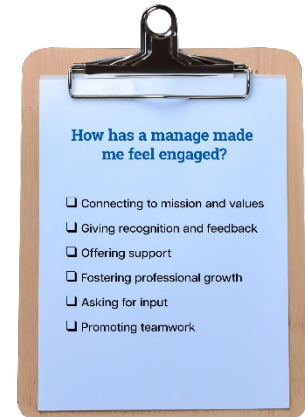 How has a manage made
me feel engaged?
❑ Connecting to mission and values
❑ Giving recognition and feedback
❑ Offering support
❑ Fostering professional growth
❑ Asking for input
❑ Promoting teamwork